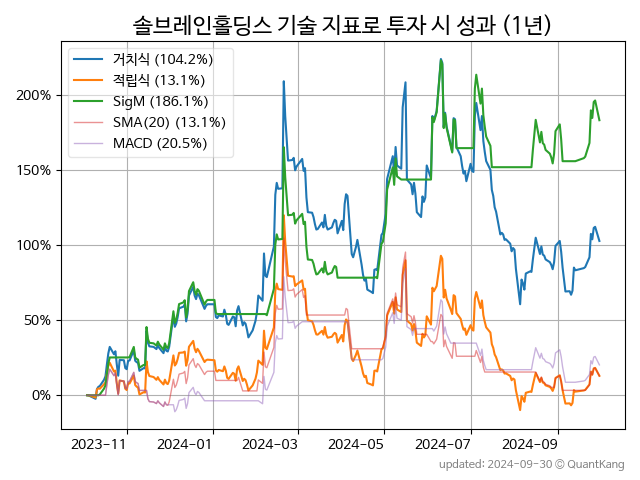 솔브레인홀딩스 기술 지표로 투자 시 성과 (1년)
거치식 (104.2%)
적립식 (13.1%)
SigM (186.1%)
SMA(20) (13.1%)
MACD (20.5%)
200%
150%
100%
50%
0%
2023-11 2024-01 2024-03 2024-05 2024-07 2024-09
updated: 2024-09-30 © QuantKang